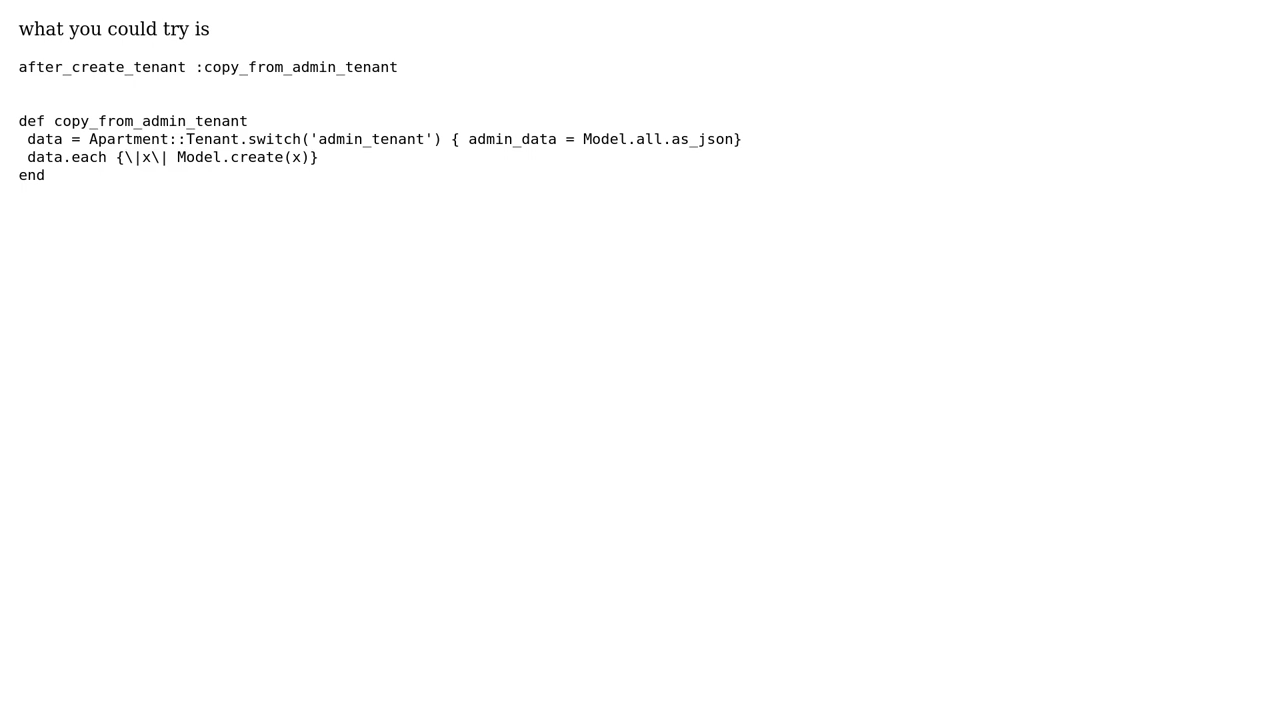 what you could try is
after_create_tenant :copy_from_admin_tenant
def copy_from_admin_tenant
 data = Apartment::Tenant.switch('admin_tenant') { admin_data = Model.all.as_json}
 data.each {\|x\| Model.create(x)}
end